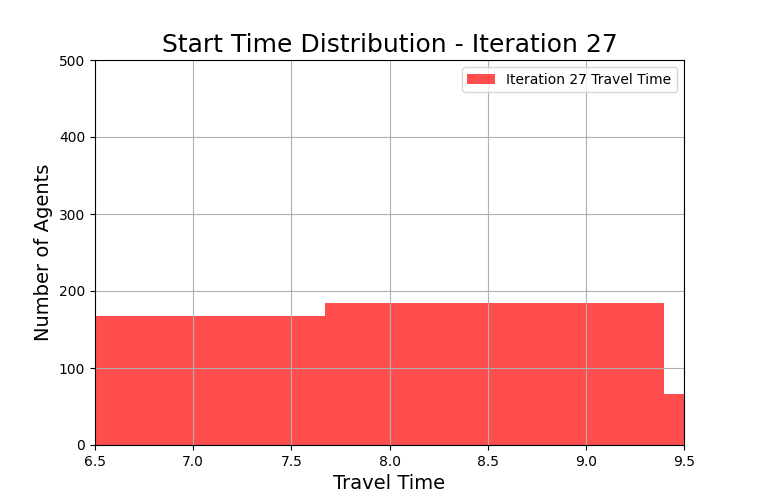 Start Time Distribution - Iteration 27
Iteration 27 Travel Time
Number of Agents
500
400
300
200
100
0
6.5 7.0 7.5 8.0 8.5 9.0 9.5
Travel Time